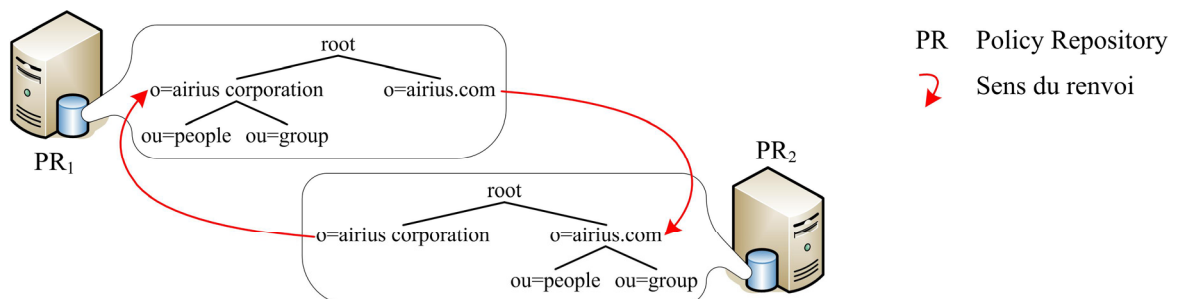 root
o=airius corporation o=airius.com
ou=people ou=group
PR1
PR Policy Repository
Sens du renvoi
root
o=airius corporation o=airius.com
ou=people ou=group
PR2